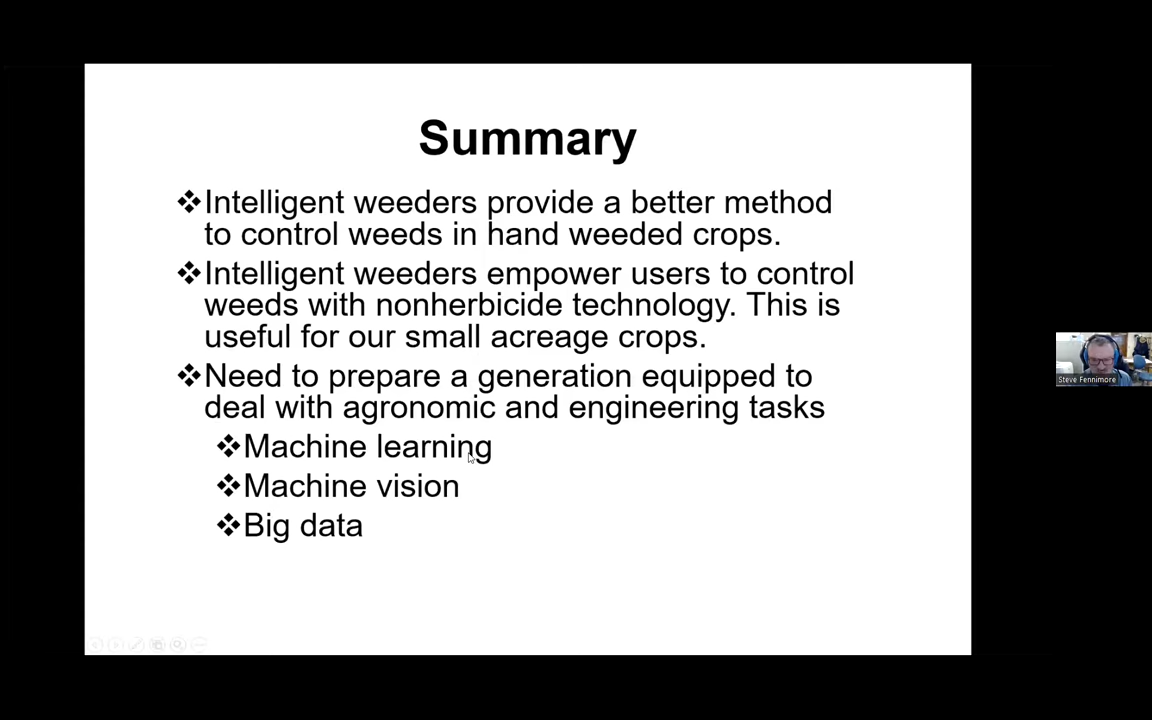 Summary
❖Intelligent weeders provide a better method
to control weeds in hand weeded crops.
❖Intelligent weeders empower users to control
weeds with nonherbicide technology. This is
useful for our small acreage crops.
❖Need to prepare a generation equipped to
deal with agronomic and engineering tasks
❖Machine learning
❖Machine vision
❖Big data
Steve Fennimore